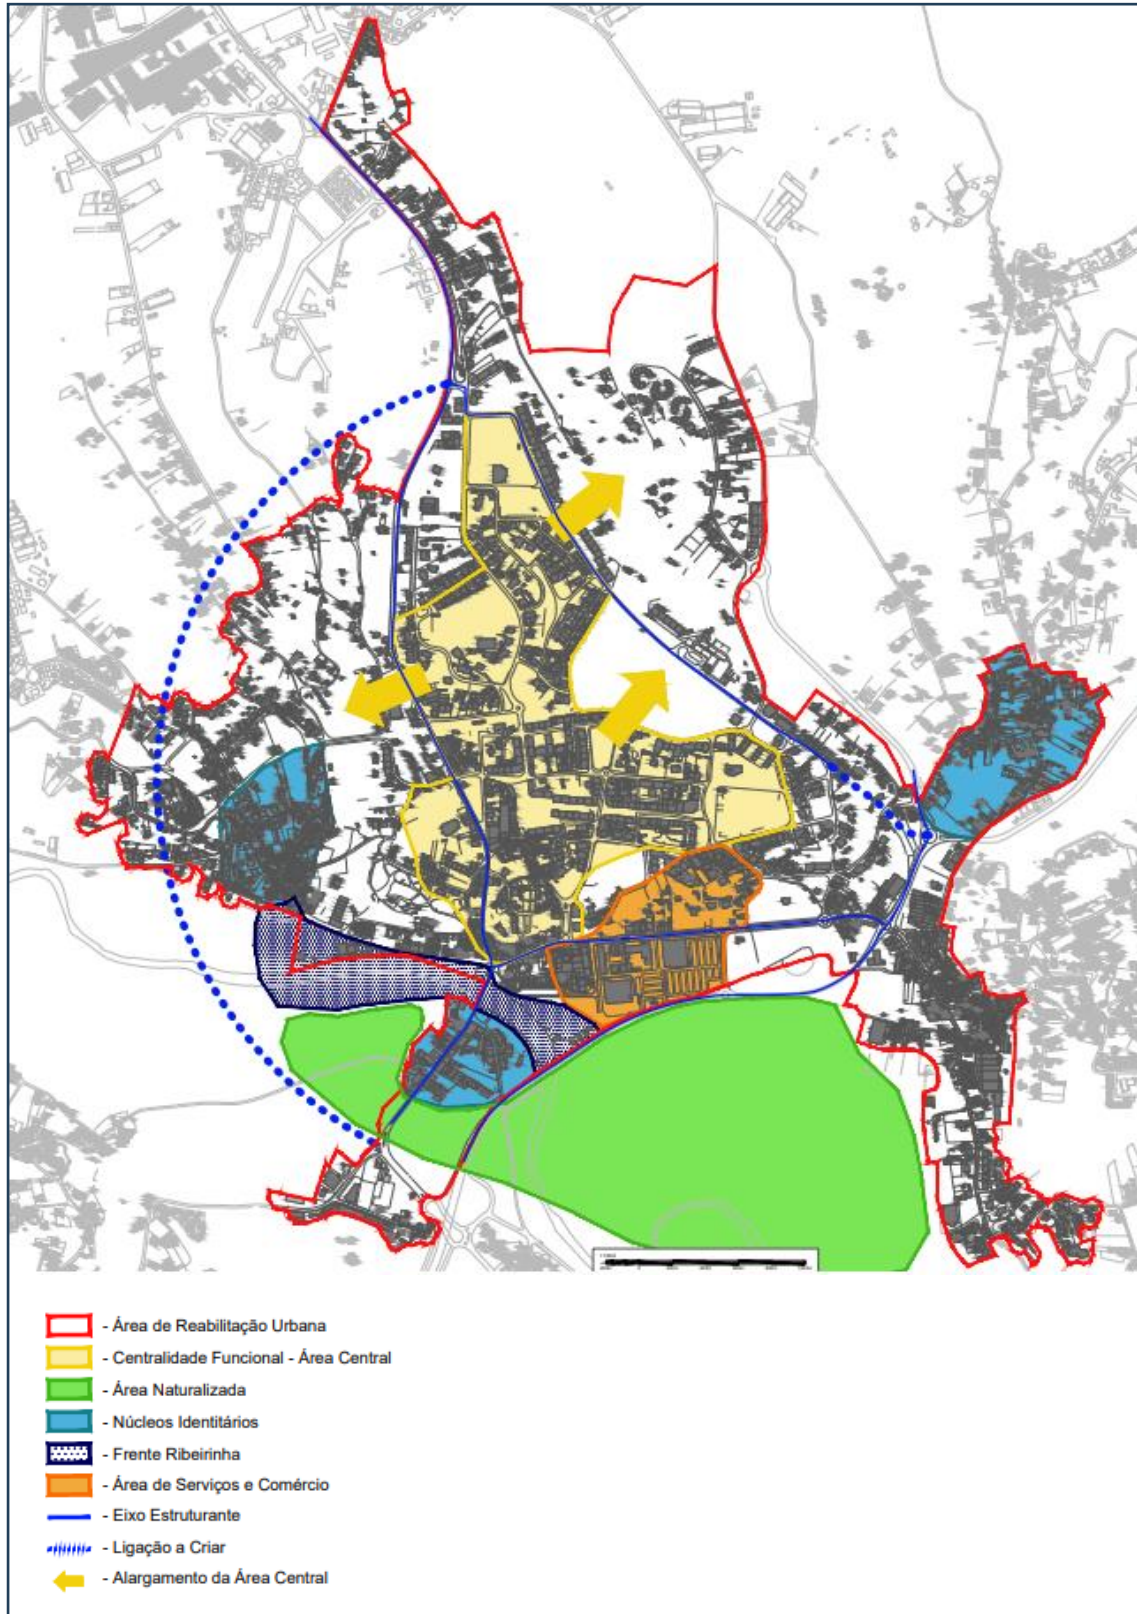 - Área de Reabilitação Urbana
- Centralidade Funcional - Área Central
- Área Naturalizada
- Núcleos Identitários
- Frente Ribeirinha
- Área de Serviços e Comércio
- Eixo Estruturante
- Ligação a Criar
- Alargamento da Área Central